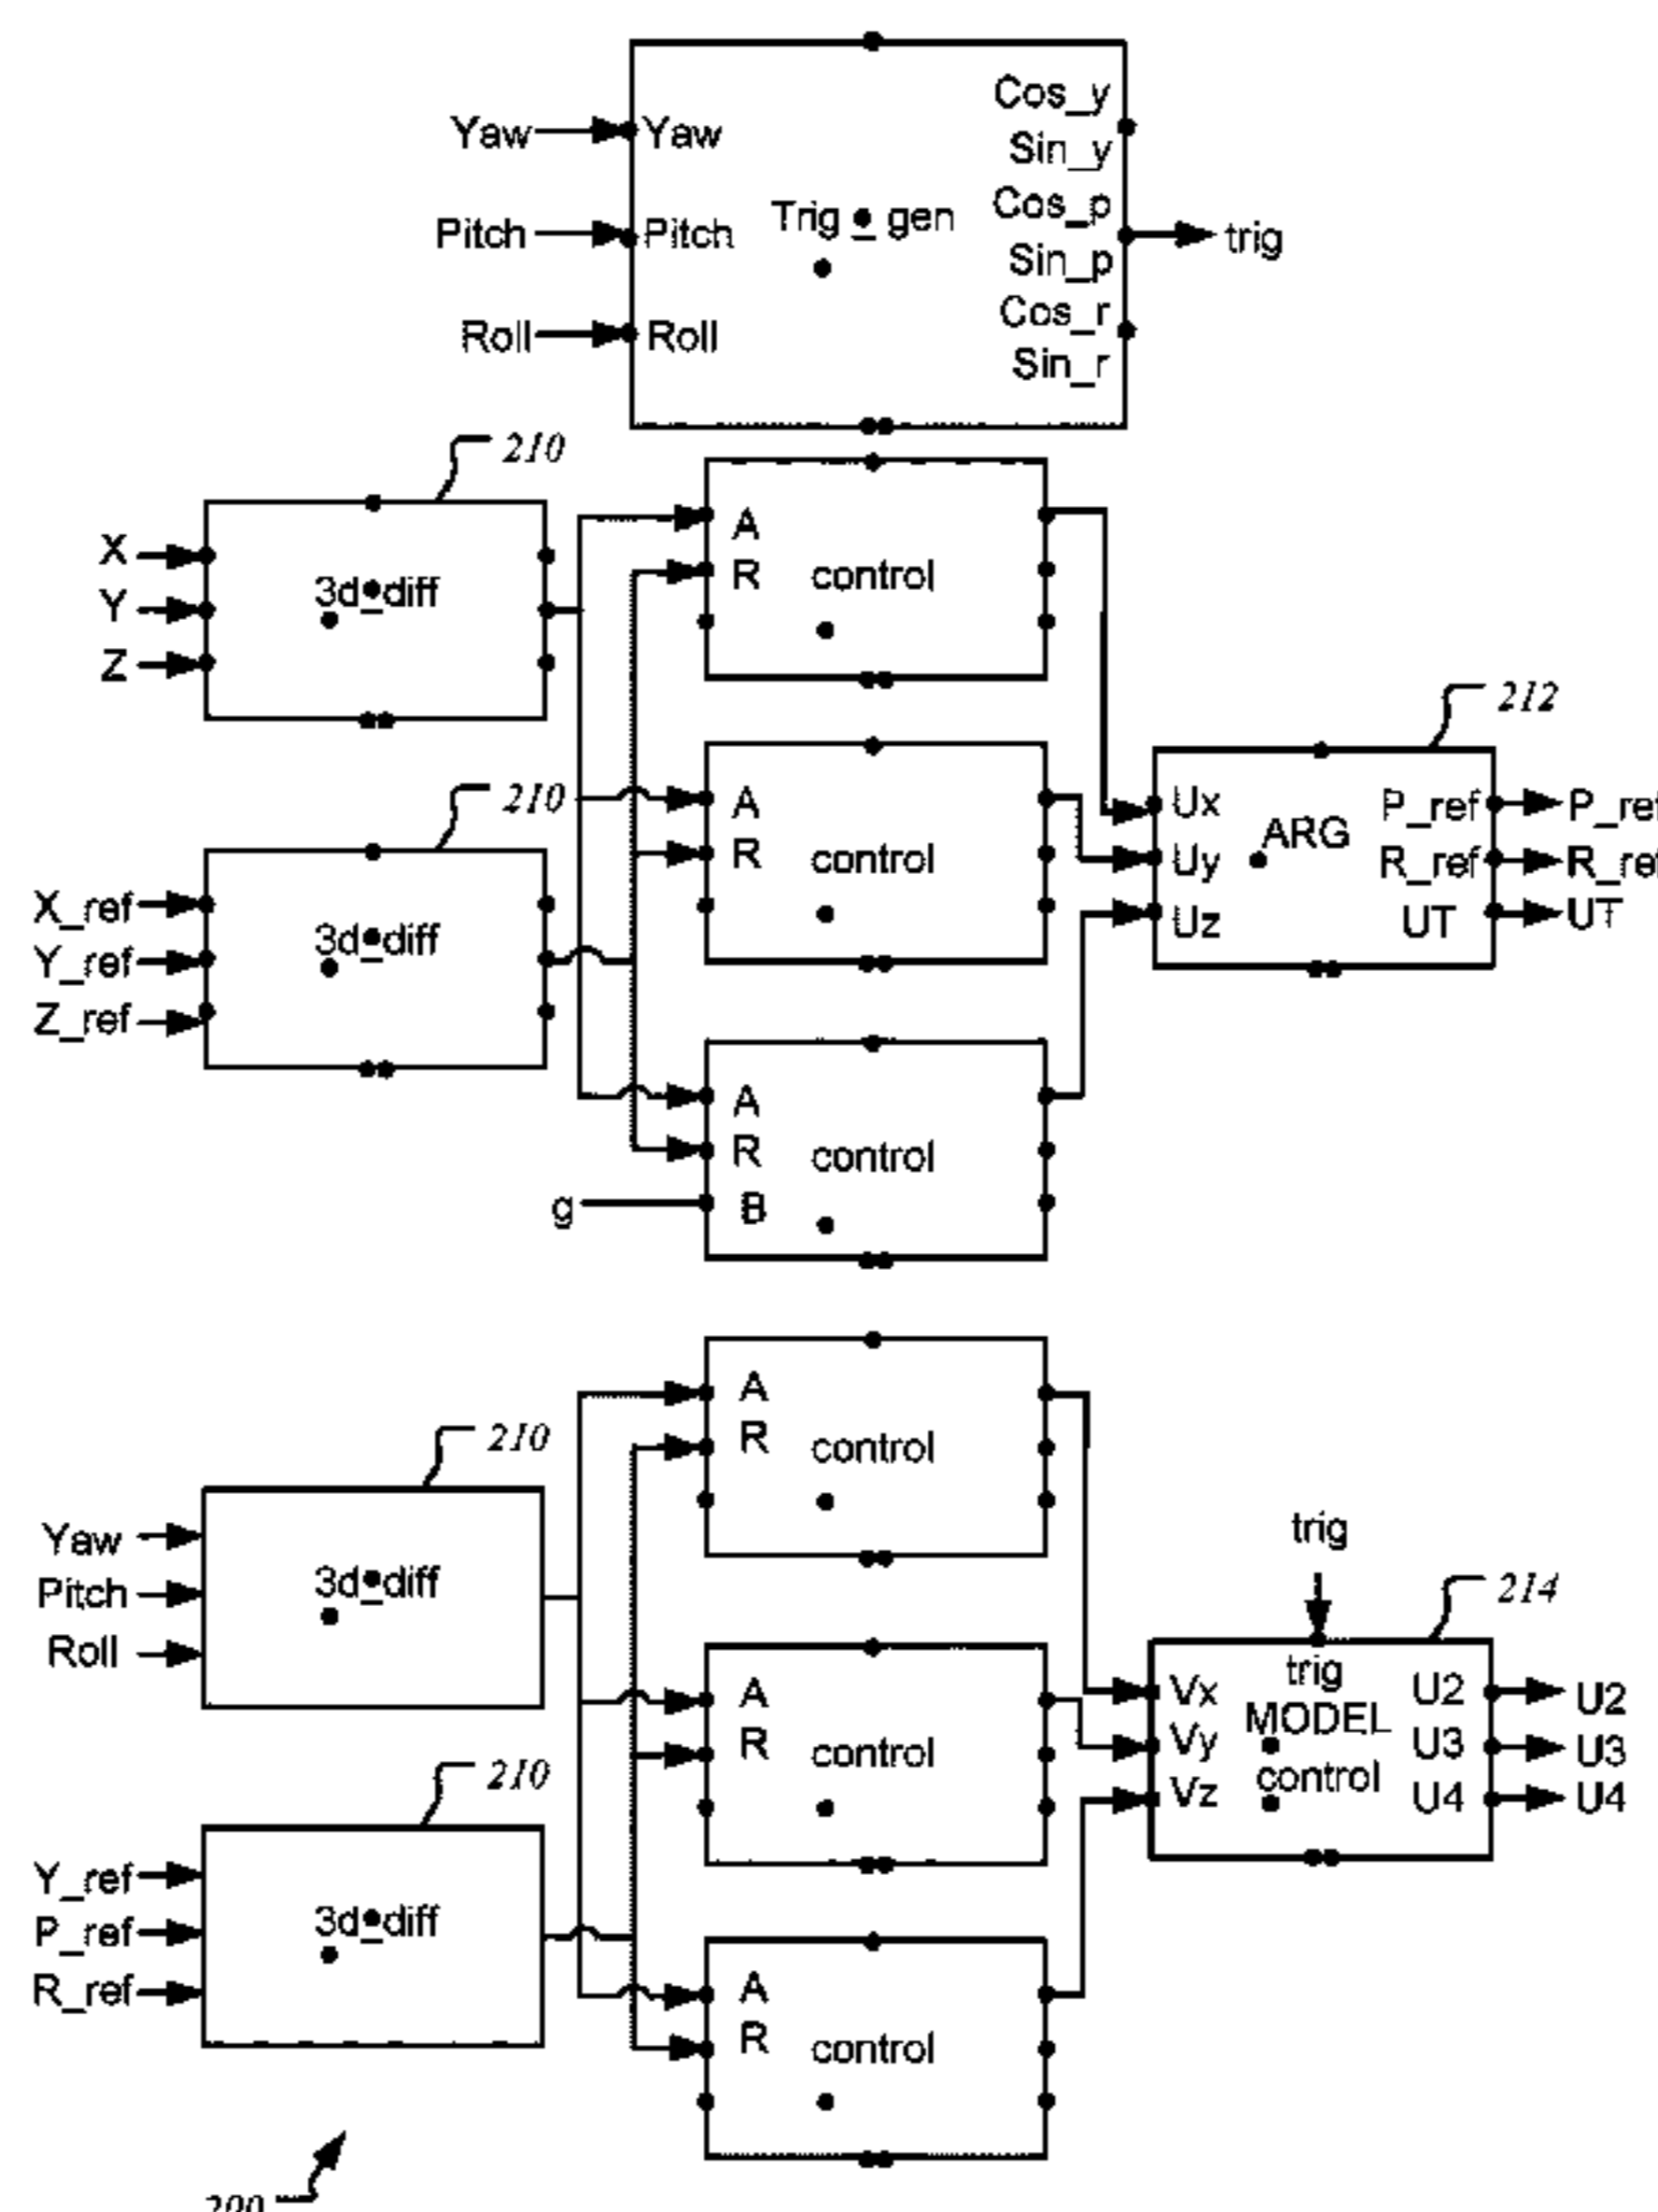 Yaw Yaw
Pitch Pitch
Roll Roll
Trig_gen
Cos_y
Sin_y
Cos_p
Sin_p
Cos_r
Sin_r
trig
210
X
Y
Z
3d_diff
A
R
control
210
X_ref
Y_ref
Z_ref
3d_diff
A
R
control
A
R
B
control
g
212
Ux
Uy
Uz
ARG
P_ref P_ref
R_ref R_ref
UT UT
210
Yaw
Pitch
Roll
3d_diff
A
R
control
210
Y_ref
P_ref
R_ref
3d_diff
A
R
control
A
R
control
trig
214
trig
MODEL
control
Vx
Vy
Vz
U2 U2
U3 U3
U4 U4